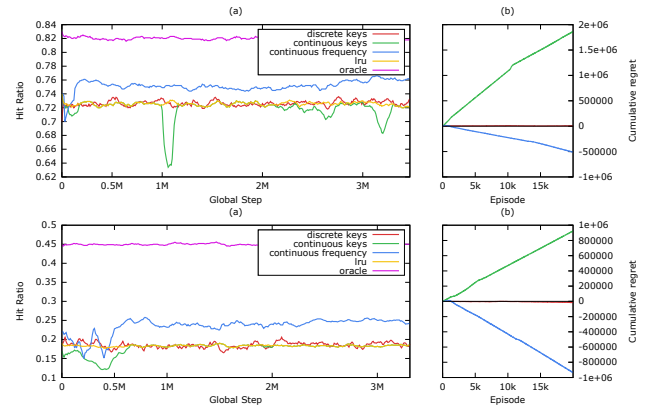 (a)
0.84
0.82
0.8
0.78
0.76
0.74
0.72
0.7
0.68
0.66
0.64
0.62
Hit Ratio
discrete keys
continuous keys
continuous frequency
lru
oracle
0
0.5M
1M
2M
3M
Global Step
(b)
2e+06
1.5e+06
1e+06
500000
0
-500000
-1e+06
Cumulative regret
5k
10k
15k
Episode
(a)
0.5
0.45
0.4
0.35
0.3
0.25
0.2
0.15
0.1
Hit Ratio
discrete keys
continuous keys
continuous frequency
lru
oracle
0
0.5M
1M
2M
3M
Global Step
(b)
1e+06
800000
600000
400000
200000
0
-200000
-400000
-600000
-800000
-1e+06
Cumulative regret
5k
10k
15k
Episode